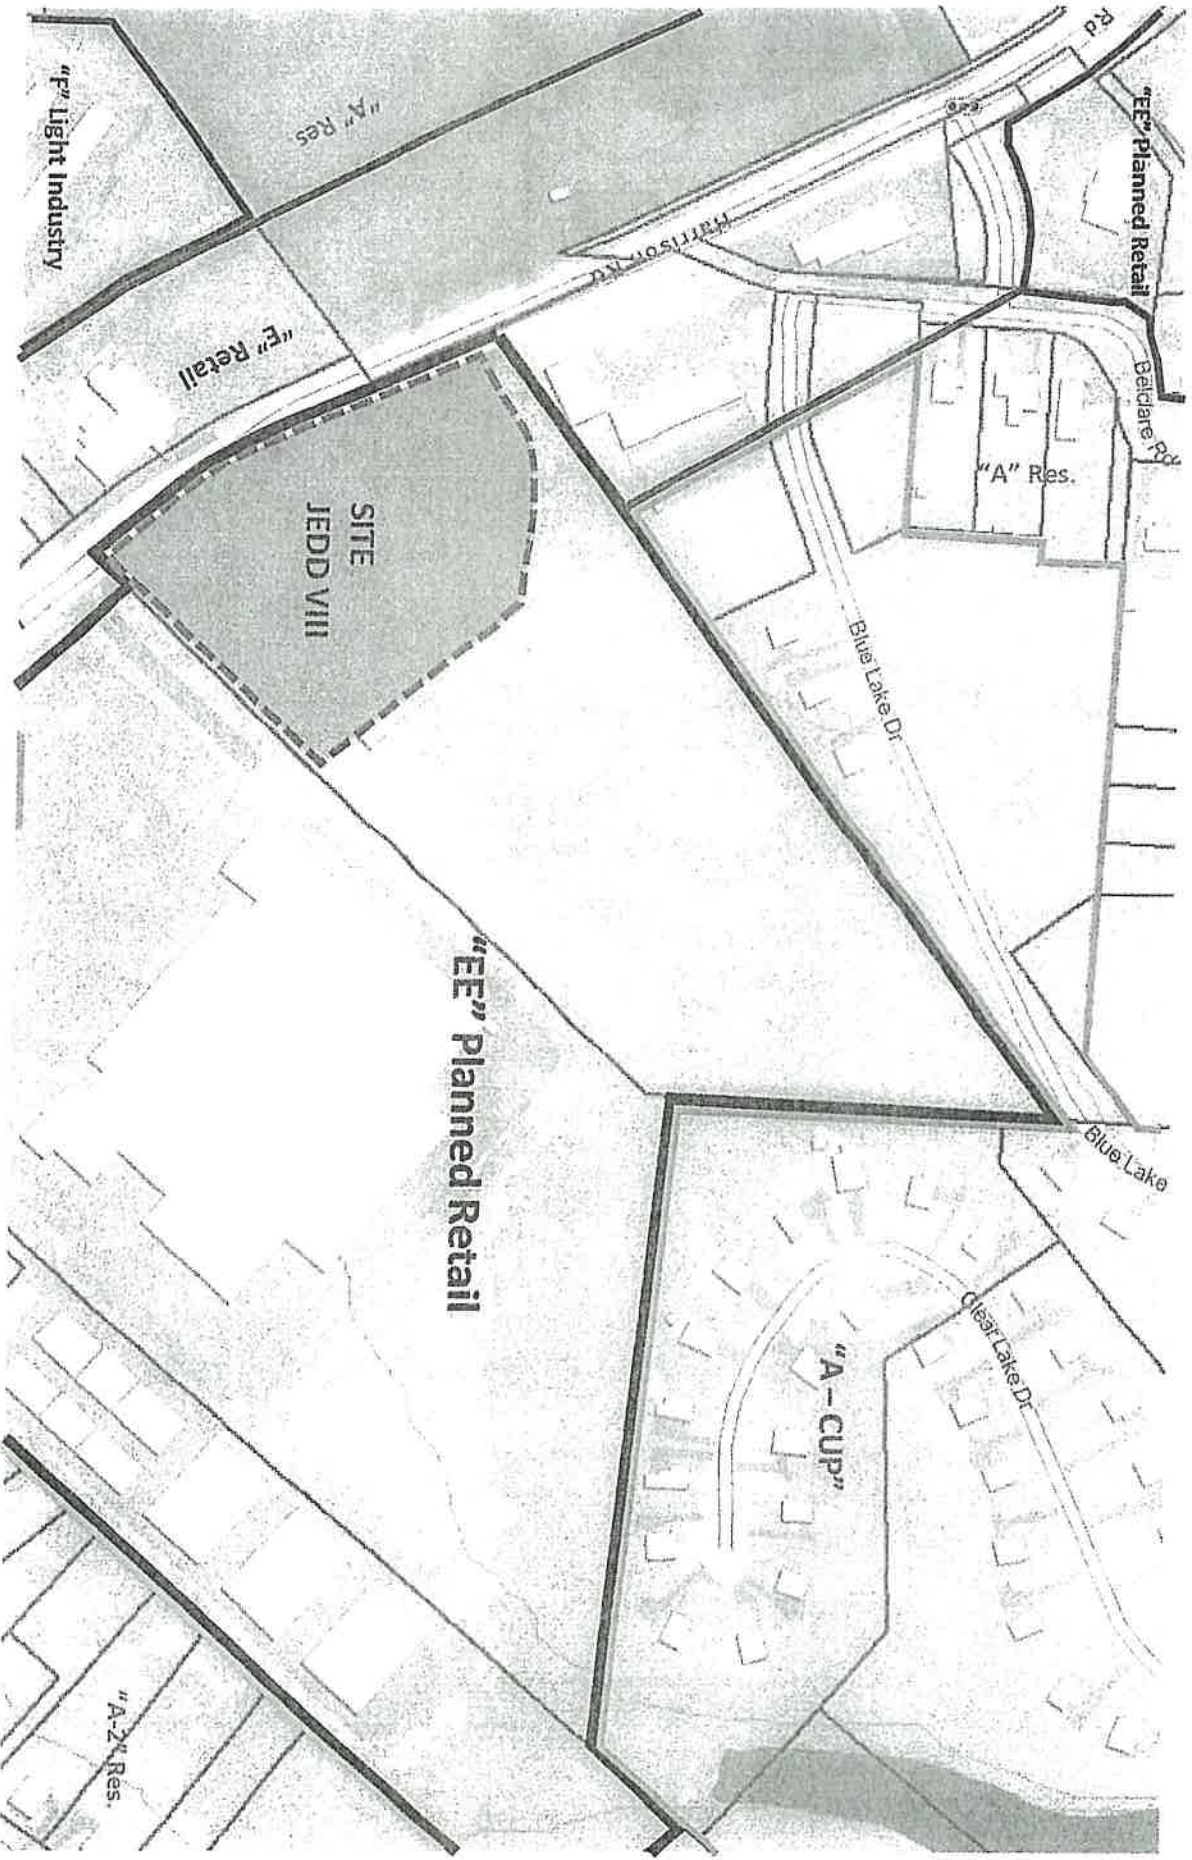 Rd
"EE" Planned Retail
"F" Light Industry
"A" Res
Harrison Rd
"E" Retail
Beldare Rd
"A" Res.
SITE
JEDD VIII
Blue Lake Dr
"EE" Planned Retail
Blue Lake
Clear Lake Dr
"A - CUP"
"A-2" Res.